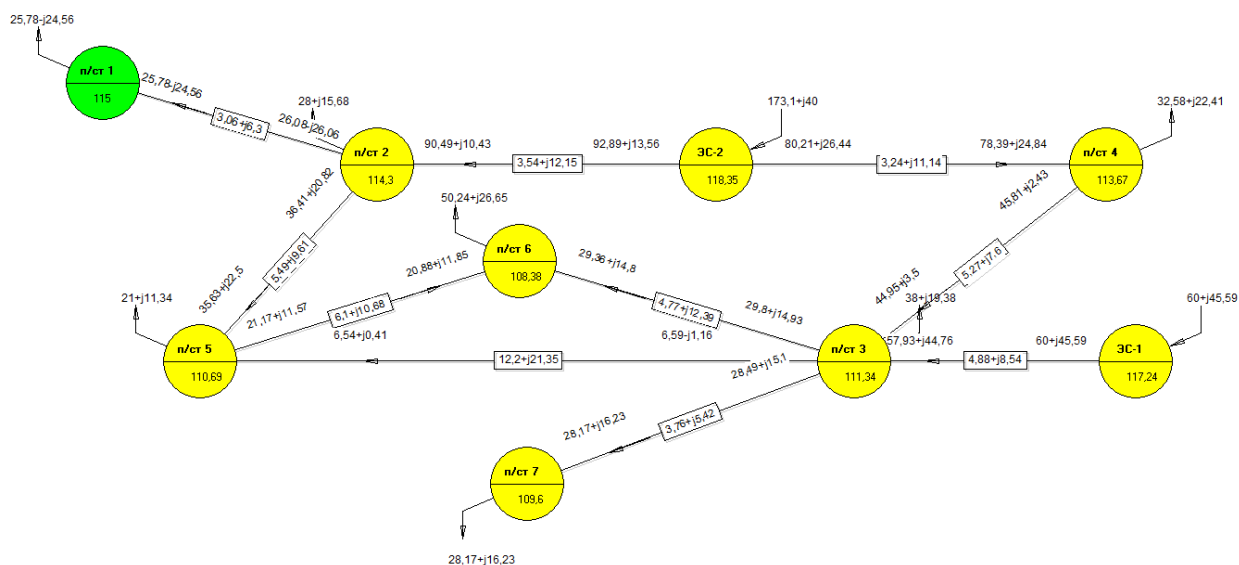 25,78-j24,56
п/ст 1
115
25,78-j24,56
3,06+j6,3
26,08-j26,06
28+j15,68
п/ст 2
114,3
90,49+j10,43
3,54+j12,15
92,89+j13,56
173,1+j40
ЭС-2
118,35
80,21+j26,44
3,24+j11,14
78,39+j24,84
32,58+j22,41
п/ст 4
113,67
36,41+j20,82
5,49+j9,61
35,63+j22,5
50,24+j26,65
п/ст 6
108,38
45,81+j2,43
5,27+j7,6
44,95+j3,5
20,88+j11,85
6,1+j10,68
21,17+j11,57
29,36+j14,8
4,77+j12,39
29,8+j14,93
21+j11,34
п/ст 5
110,69
6,54+j0,41
12,2+j21,35
6,59-j1,16
38+j19,38
п/ст 3
111,34
57,93+j44,76
4,88+j8,54
60+j45,59
60+j45,59
ЭС-1
117,24
28,49+j15,1
3,76+j5,42
28,17+j16,23
п/ст 7
109,6
28,17+j16,23